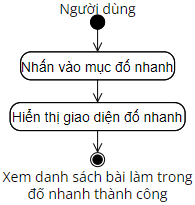 Người dùng
Nhấn vào mục đố nhanh
Hiển thị giao diện đố nhanh
Xem danh sách bài làm trong
đố nhanh thành công